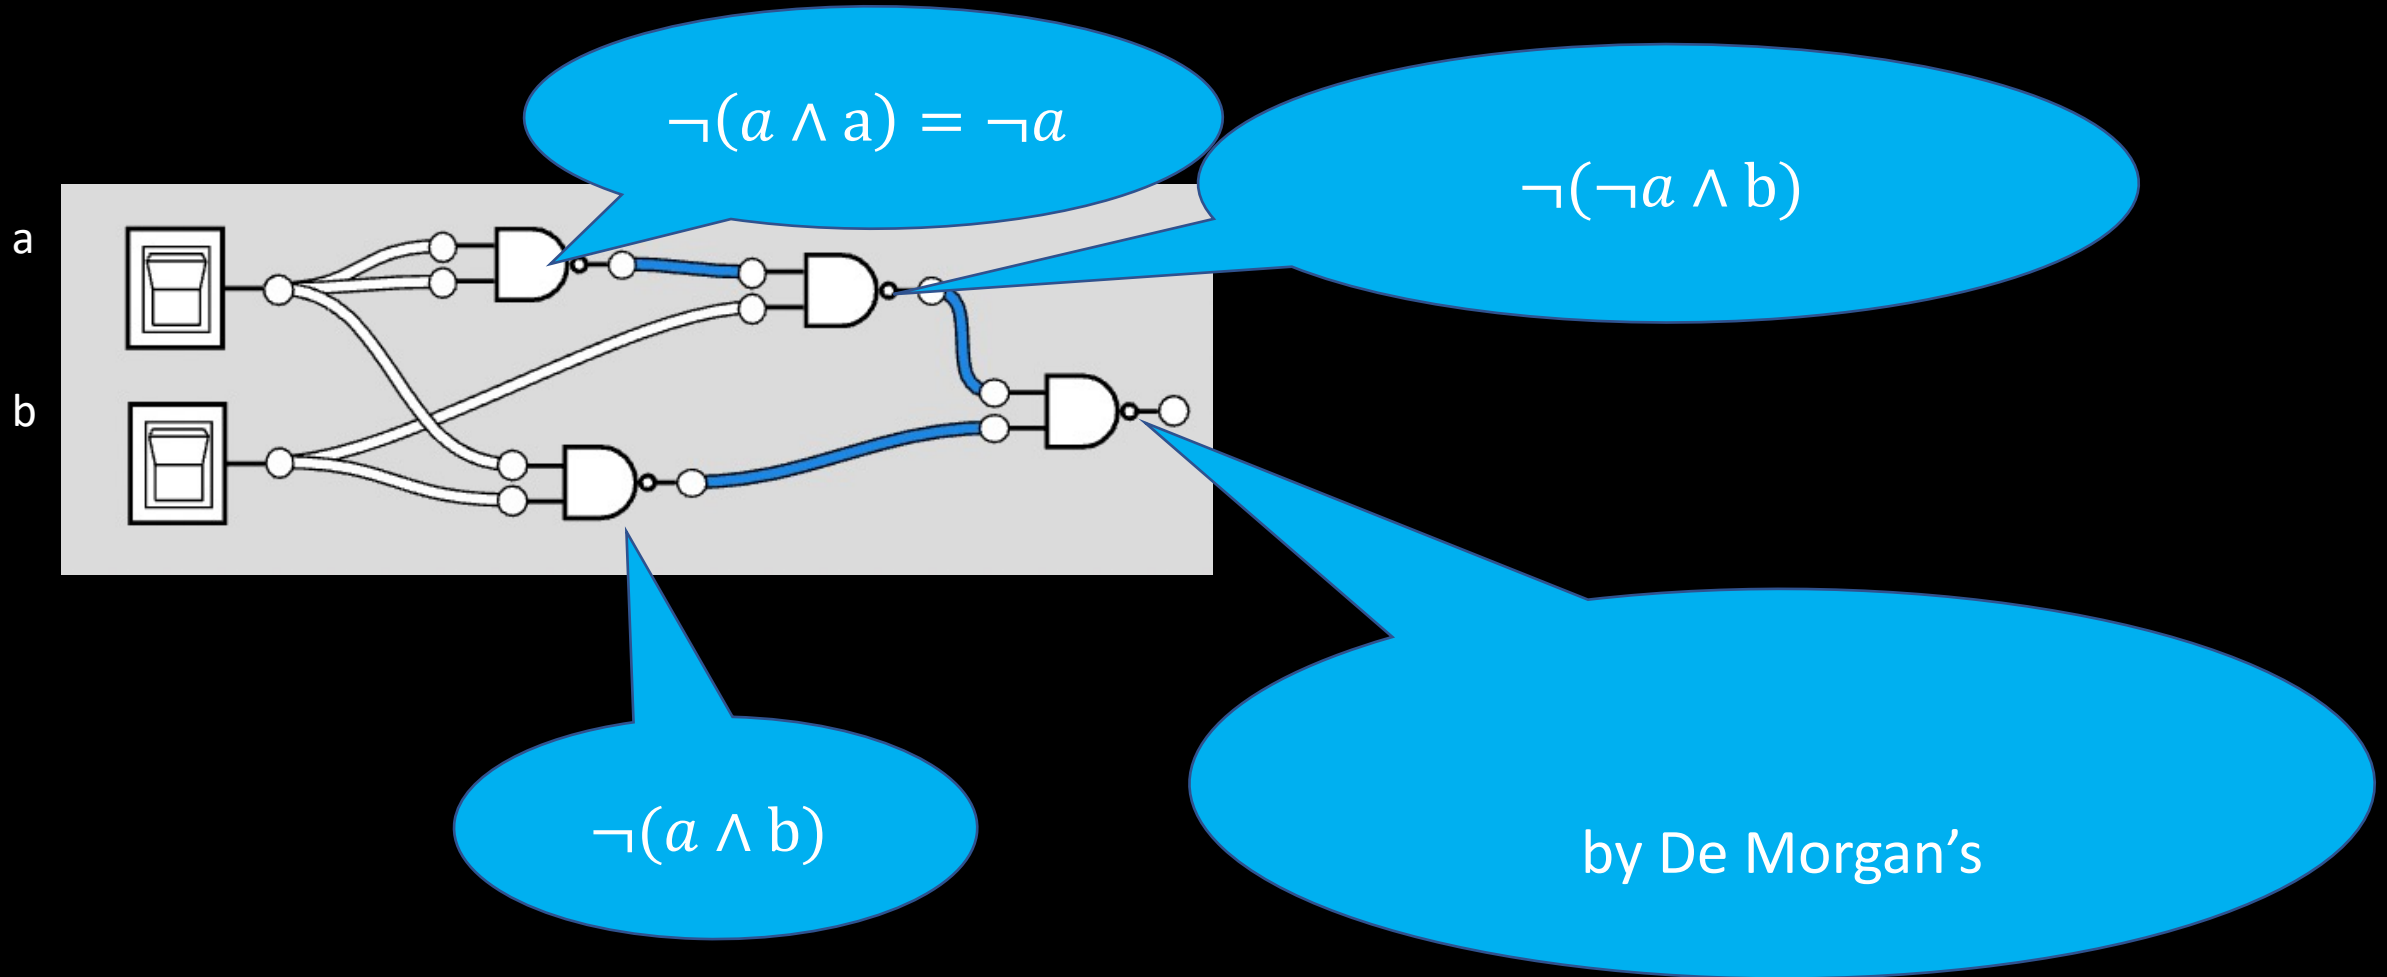 ¬(a ∧ a) = ¬a
¬(¬a ∧ b)
a
b
¬(a ∧ b)
by De Morgan’s